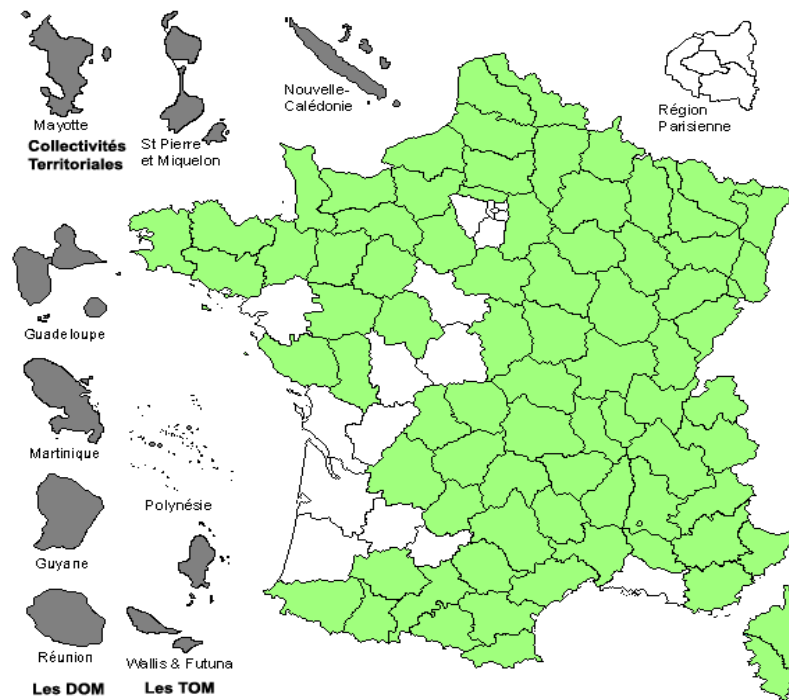 Mayotte
Collectivités
Territoriales
St Pierre
et Miquelon
Nouvelle-
Calédonie
Région
Parisienne
Guadeloupe
Martinique
Polynésie
Guyane
Réunion
Wallis & Futuna
Les DOM
Les TOM